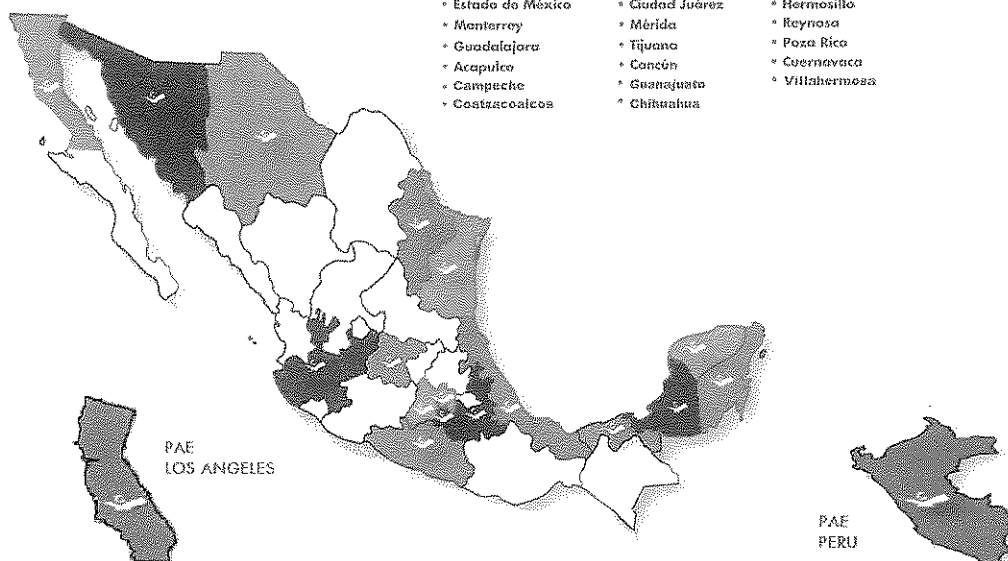 • Estado de México
• Monterrey
• Guadalajara
• Acapulco
• Campeche
• Coatzacoalcos
• Ciudad Juárez
• Mérida
• Tijuana
• Cancún
• Guanajuato
• Chihuahua
• Hermosillo
• Reynosa
• Poza Rica
• Cuernavaca
• Villahermosa
PAE
LOS ANGELES
PAE
PERU